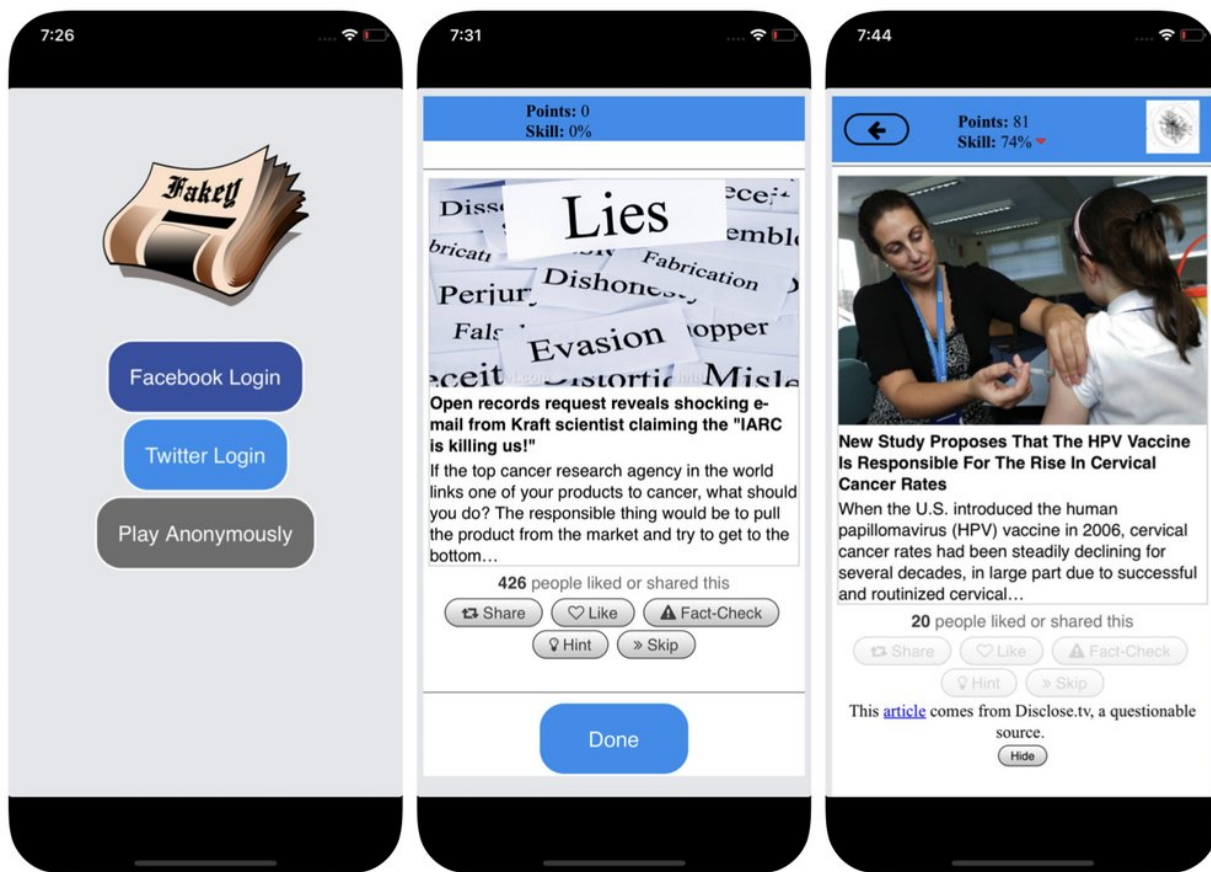 7:26
Fakey
Facebook Login
Twitter Login
Play Anonymously
7:31
Points: 0
Skill: 0%
Lies
Fabrication
Perjury
Evasion
Open records request reveals shocking e-
mail from Kraft scientist claiming the "IARC
is killing us!"
If the top cancer research agency in the world
links one of your products to cancer, what should
you do? The responsible thing would be to pull
the product from the market and try to get to the
bottom…
426 people liked or shared this
Share Like Fact-Check
Hint Skip
Done
7:44
Points: 81
Skill: 74%
New Study Proposes That The HPV Vaccine
Is Responsible For The Rise In Cervical
Cancer Rates
When the U.S. introduced the human
papillomavirus (HPV) vaccine in 2006, cervical
cancer rates had been steadily declining for
several decades, in large part due to successful
and routinized cervical…
20 people liked or shared this
Share Like Fact-Check
Hint Skip
This article comes from Disclose.tv, a questionable
source.
Hide